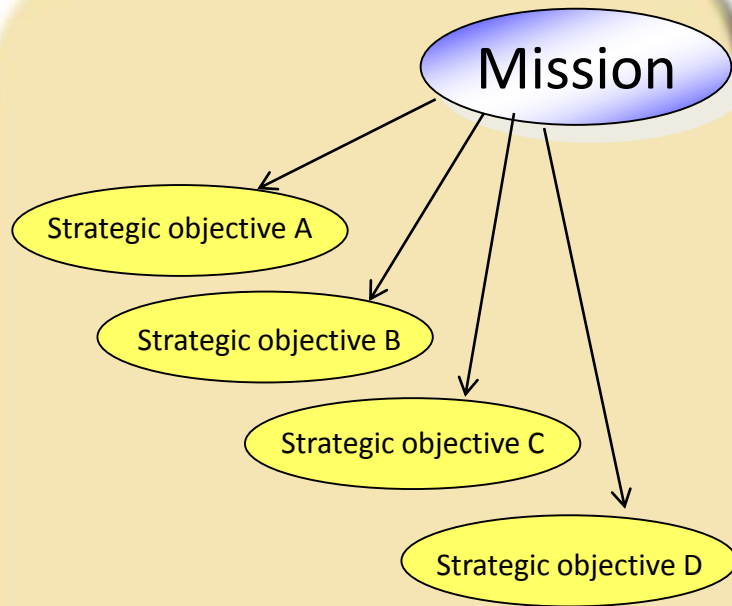 Mission
Strategic objective A
Strategic objective B
Strategic objective C
Strategic objective D